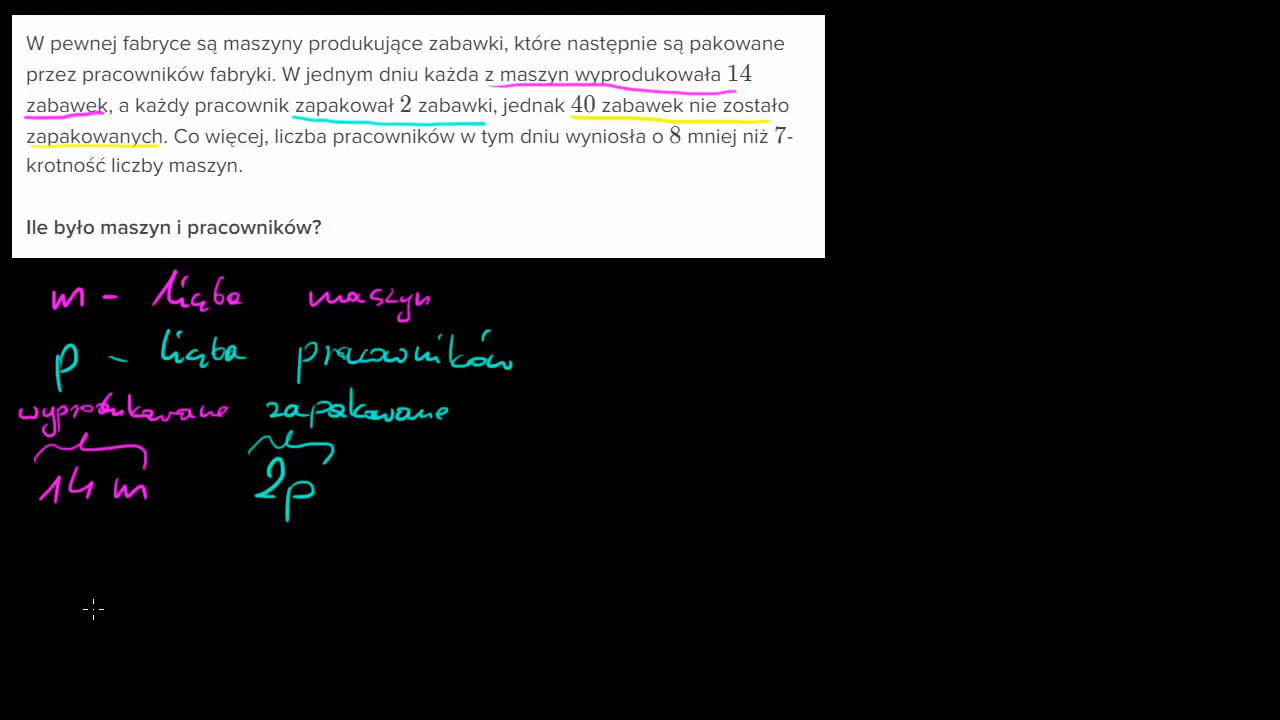 W pewnej fabryce są maszyny produkujące zabawki, które następnie są pakowane
przez pracowników fabryki. W jednym dniu każda z maszyn wyprodukowała 14
zabawek, a każdy pracownik zapakował 2 zabawki, jednak 40 zabawek nie zostało
zapakowanych. Co więcej, liczba pracowników w tym dniu wyniosła o 8 mniej niż 7-
krotność liczby maszyn.
Ile było maszyn i pracowników?
m - liczba maszyn
p - liczba pracowników
wyprodukowane zapakowane
14 m 2p